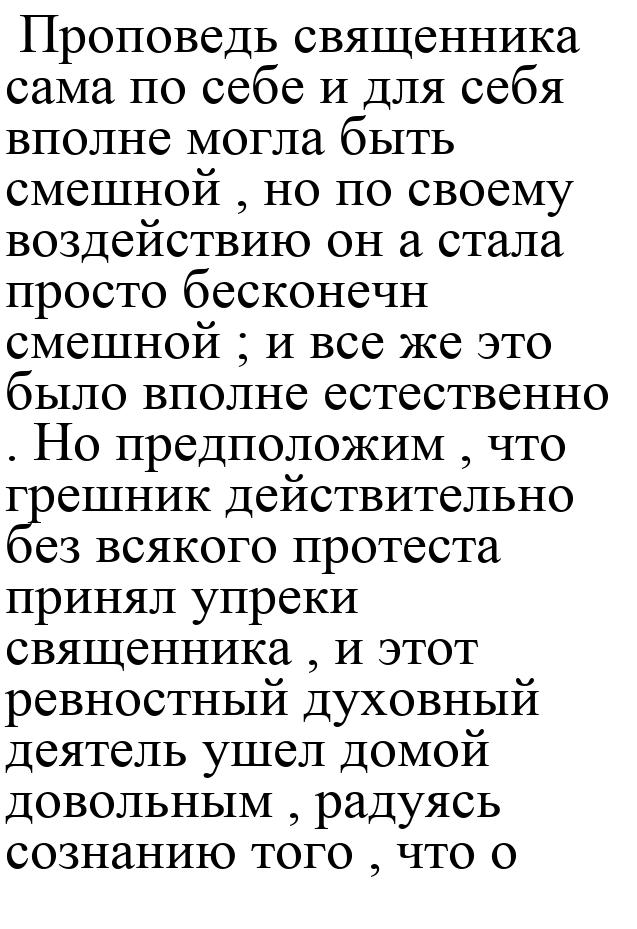 Проповедь священника
сама по себе и для себя
вполне могла быть
смешной , но по своему
воздействию он а стала
просто бесконечн
смешной ; и все же это
было вполне естественно
. Но предположим , что
грешник действительно
без всякого протеста
принял упреки
священника , и этот
ревностный духовный
деятель ушел домой
довольным , радуясь
сознанию того , что о